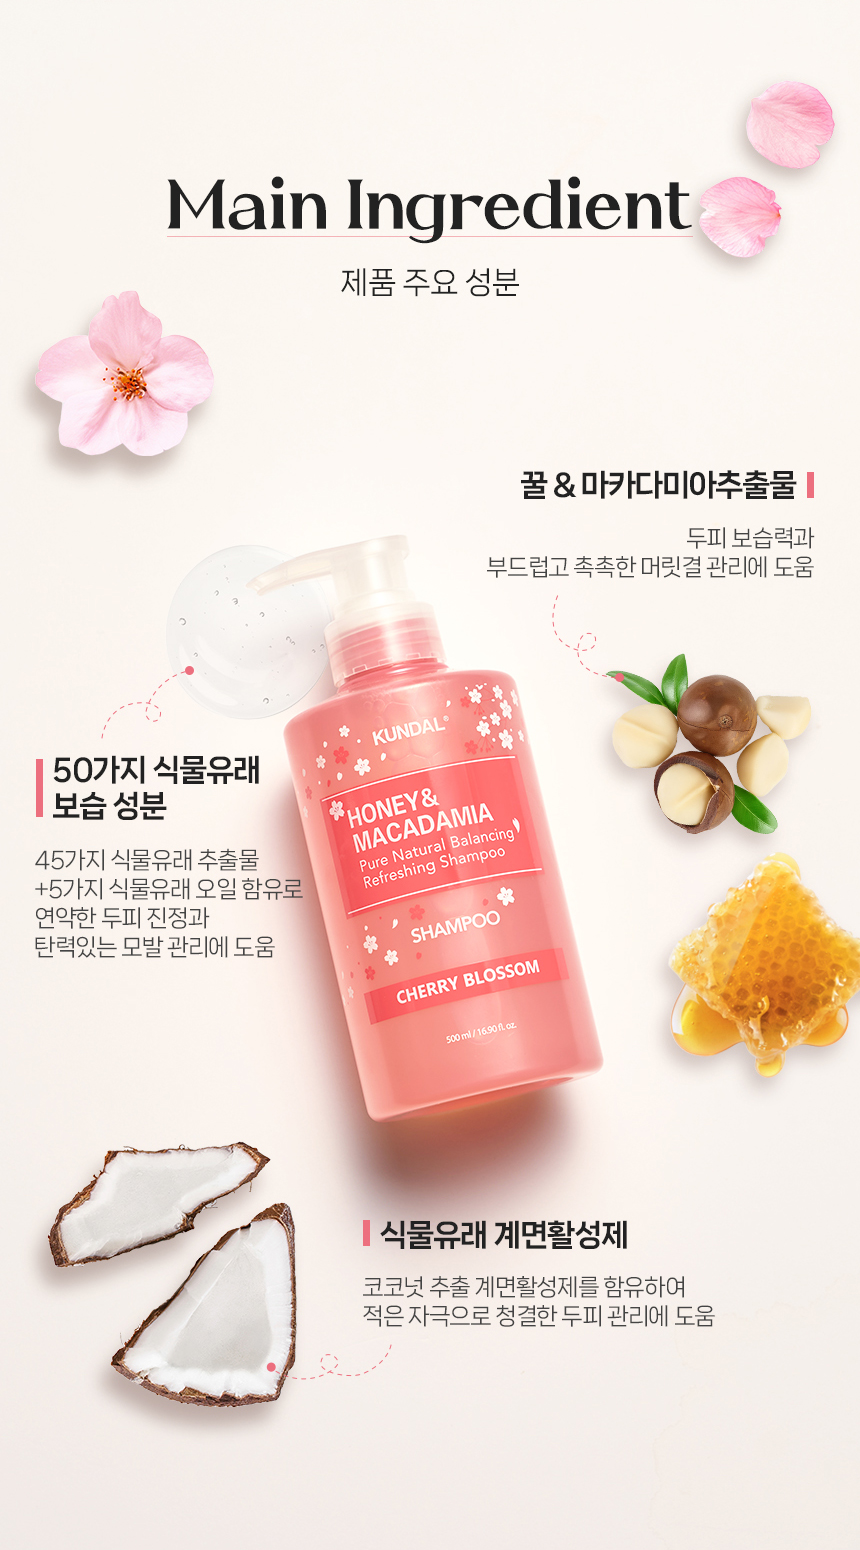 Main Ingredient
제품 주요 성분
꿀 & 마카다미아추출물
두피 보습력과
부드럽고 촉촉한 머릿결 관리에 도움
50가지 식물유래
보습 성분
45가지 식물유래 추출물
+5가지 식물유래 오일 함유로
연약한 두피 진정과
탄력있는 모발 관리에 도움
KUNDAL®
HONEY&
MACADAMIA
Pure Natural Balancing
Refreshing Shampoo
SHAMPOO
CHERRY BLOSSOM
500 ml / 16.90 fl. oz.
식물유래 계면활성제
코코넛 추출 계면활성제를 함유하여
적은 자극으로 청결한 두피 관리에 도움